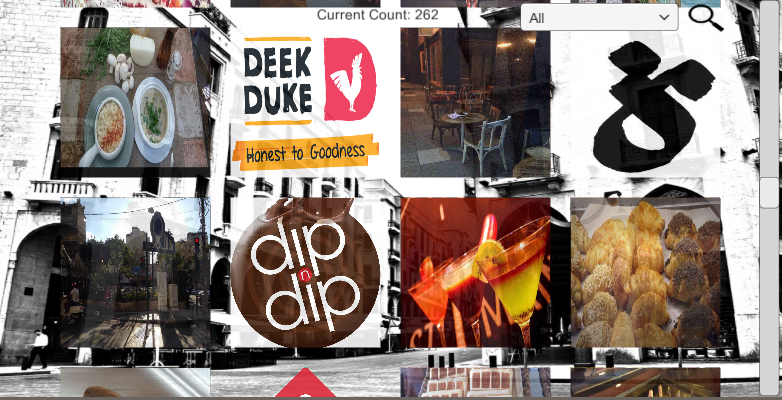 Current Count: 262
All
DEEK
DUKE
Honest to Goodness
dip
n
dip